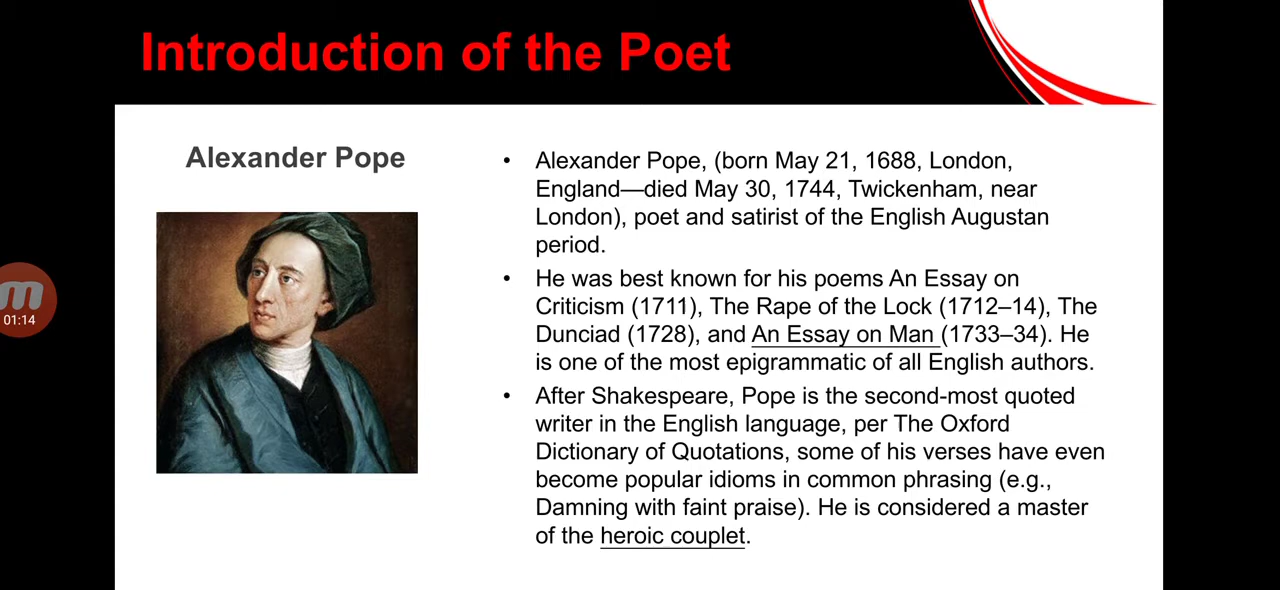 Introduction of the Poet
Alexander Pope
• Alexander Pope, (born May 21, 1688, London,
England—died May 30, 1744, Twickenham, near
London), poet and satirist of the English Augustan
period.
• He was best known for his poems An Essay on
Criticism (1711), The Rape of the Lock (1712–14), The
Dunciad (1728), and An Essay on Man (1733–34). He
is one of the most epigrammatic of all English authors.
• After Shakespeare, Pope is the second-most quoted
writer in the English language, per The Oxford
Dictionary of Quotations, some of his verses have even
become popular idioms in common phrasing (e.g.,
Damning with faint praise). He is considered a master
of the heroic couplet.
m
01:14